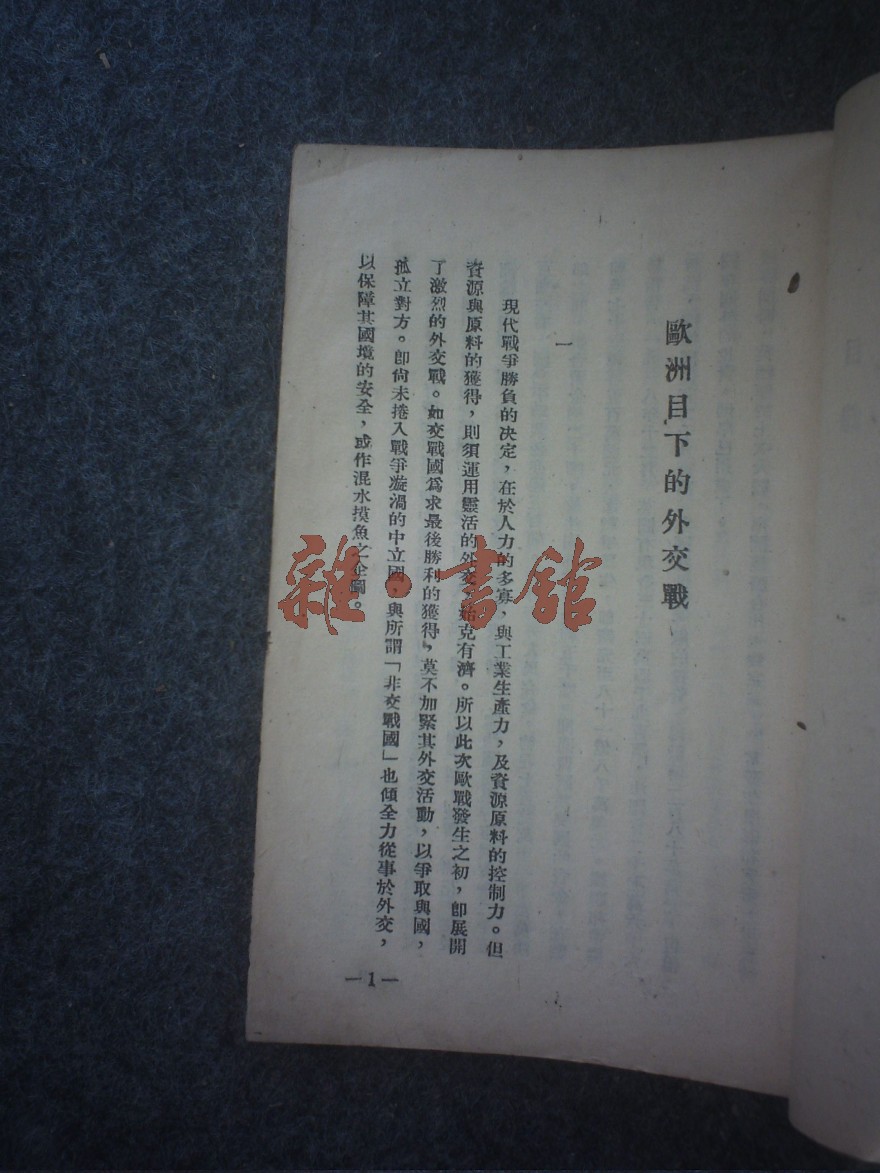 歐洲目下的外交戰
一
現代戰爭勝負的決定，在於人力的多寡，與工業生產力，及資源原料的控制力。但
資源與原料的獲得，則須運用靈活的外交，始克有濟。所以此次歐戰發生之初，卽展開
了激烈的外交戰。如交戰國爲求最後勝利的獲得，莫不加緊其外交活動，以爭取與國，
孤立對方。卽尙未捲入戰爭漩渦的中立國，與所謂「非交戰國」也傾全力從事於外交，
以保障其國境的安全，或作混水摸魚之企圖。
—1—
雜·書館